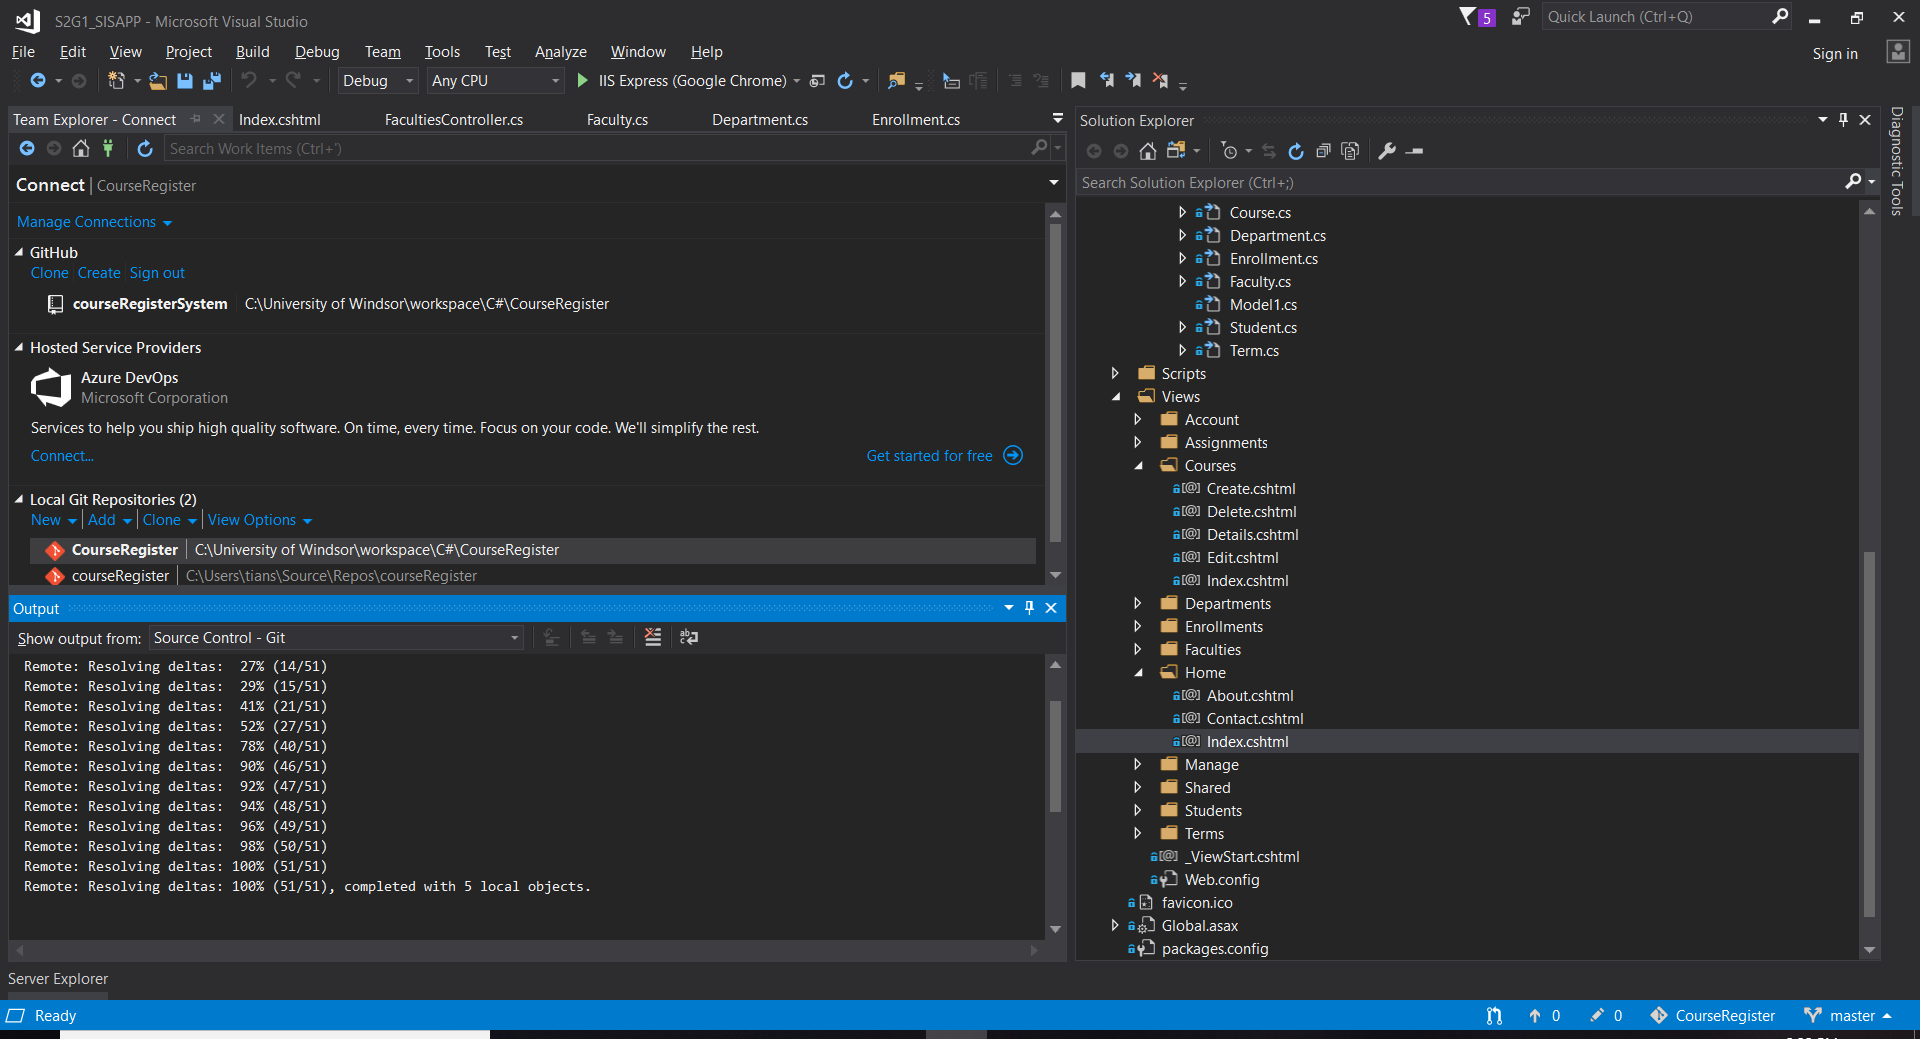 S2G1_SISAPP - Microsoft Visual Studio
5
Quick Launch (Ctrl+Q)
File Edit View Project Build Debug Team Tools Test Analyze Window Help
Sign in
Debug Any CPU IIS Express (Google Chrome)
Team Explorer - Connect Index.cshtml FacultiesController.cs Faculty.cs Department.cs Enrollment.cs
Search Work Items (Ctrl+')
Connect | CourseRegister
Manage Connections
GitHub
Clone Create Sign out
courseRegisterSystem C:\University of Windsor\workspace\C#\CourseRegister
Hosted Service Providers
Azure DevOps
Microsoft Corporation
Services to help you ship high quality software. On time, every time. Focus on your code. We'll simplify the rest.
Connect... Get started for free
Local Git Repositories (2)
New Add Clone View Options
CourseRegister C:\University of Windsor\workspace\C#\CourseRegister
courseRegister C:\Users\tians\Source\Repos\courseRegister
Output
Show output from: Source Control - Git
Remote: Resolving deltas: 27% (14/51)
Remote: Resolving deltas: 29% (15/51)
Remote: Resolving deltas: 41% (21/51)
Remote: Resolving deltas: 52% (27/51)
Remote: Resolving deltas: 78% (40/51)
Remote: Resolving deltas: 90% (46/51)
Remote: Resolving deltas: 92% (47/51)
Remote: Resolving deltas: 94% (48/51)
Remote: Resolving deltas: 96% (49/51)
Remote: Resolving deltas: 98% (50/51)
Remote: Resolving deltas: 100% (51/51)
Remote: Resolving deltas: 100% (51/51), completed with 5 local objects.
Server Explorer
Solution Explorer
Search Solution Explorer (Ctrl+;)
Course.cs
Department.cs
Enrollment.cs
Faculty.cs
Model1.cs
Student.cs
Term.cs
Scripts
Views
Account
Assignments
Courses
[@] Create.cshtml
[@] Delete.cshtml
[@] Details.cshtml
[@] Edit.cshtml
[@] Index.cshtml
Departments
Enrollments
Faculties
Home
[@] About.cshtml
[@] Contact.cshtml
[@] Index.cshtml
Manage
Shared
Students
Terms
[@] _ViewStart.cshtml
Web.config
favicon.ico
Global.asax
packages.config
Diagnostic Tools
Ready 0 0 CourseRegister master